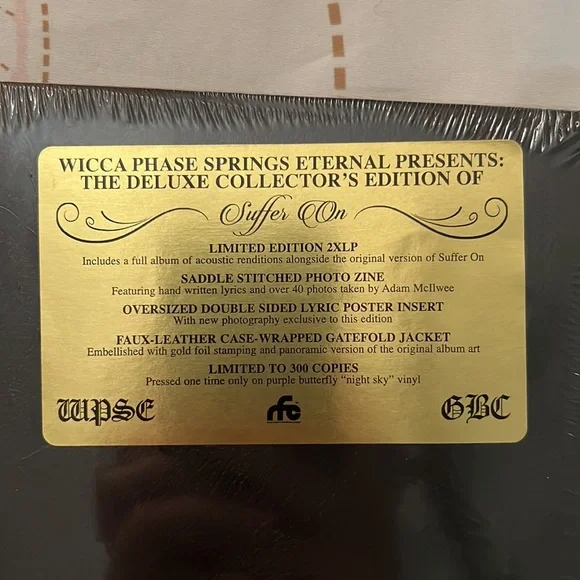 WICCA PHASE SPRINGS ETERNAL PRESENTS:
THE DELUXE COLLECTOR'S EDITION OF
Suffer On
LIMITED EDITION 2XLP
Includes a full album of acoustic renditions alongside the original version of Suffer On
SADDLE STITCHED PHOTO ZINE
Featuring hand written lyrics and over 40 photos taken by Adam McIlwee
OVERSIZED DOUBLE SIDED LYRIC POSTER INSERT
With new photography exclusive to this edition
FAUX-LEATHER CASE-WRAPPED GATEFOLD JACKET
Embellished with gold foil stamping and panoramic version of the original album art
LIMITED TO 300 COPIES
Pressed one time only on purple butterfly "night sky" vinyl
WPSE rfc GBC